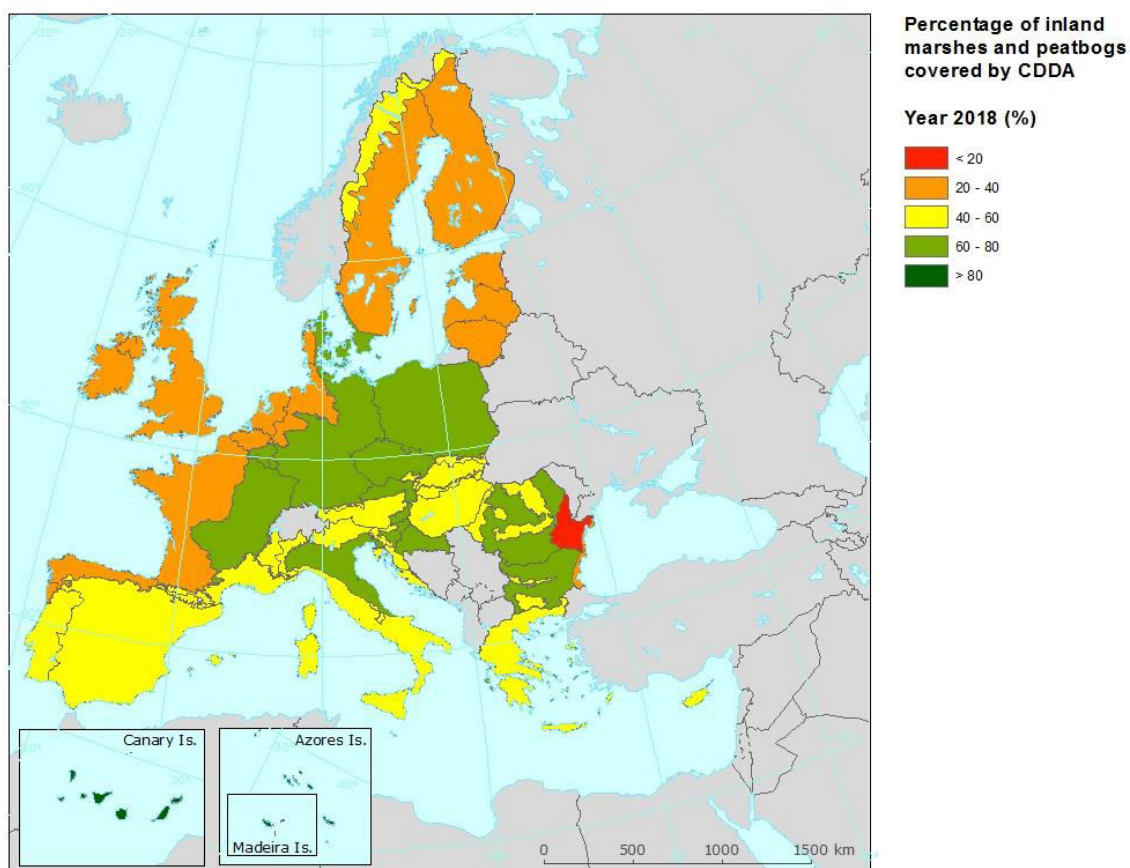 Percentage of inland
marshes and peatbogs
covered by CDDA
Year 2018 (%)
< 20
20 - 40
40 - 60
60 - 80
> 80
Canary Is.
Azores Is.
Madeira Is.
0 500 1000 1500 km